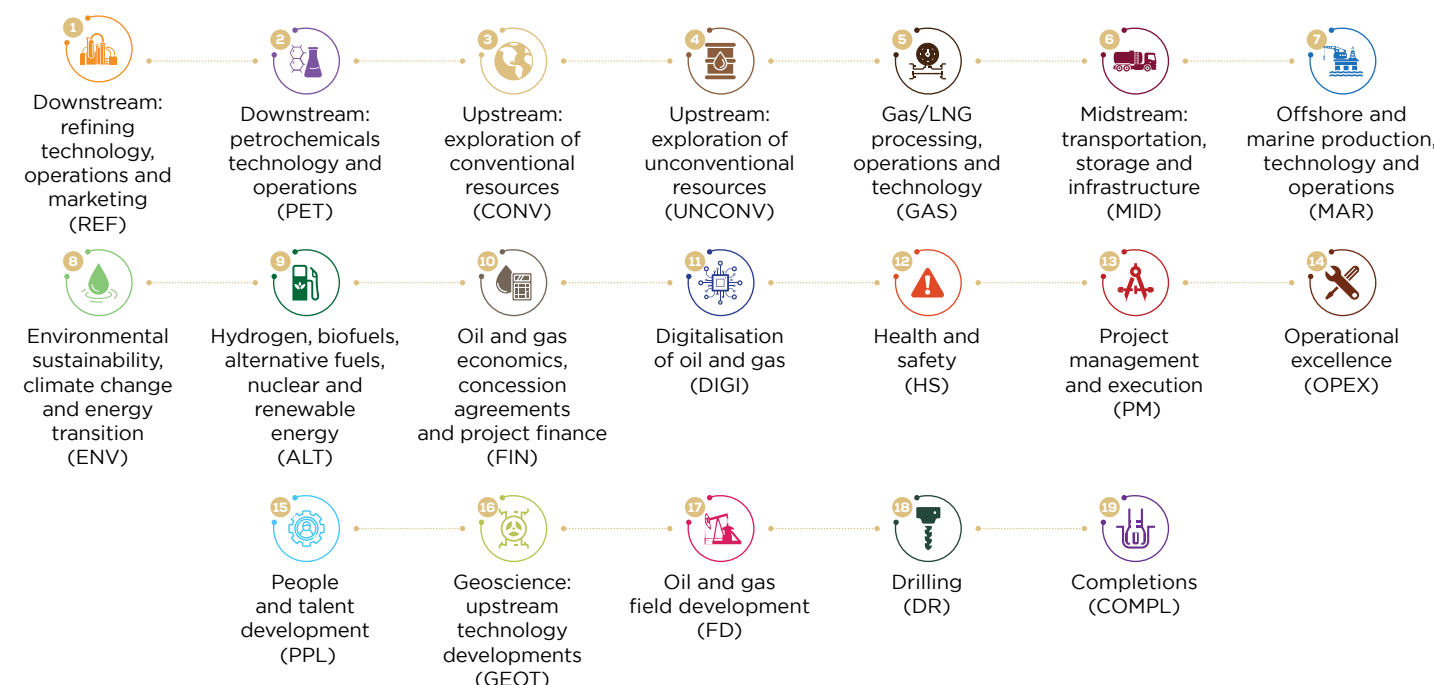 1
Downstream:
refining
technology,
operations and
marketing
(REF)
2
Downstream:
petrochemicals
technology and
operations
(PET)
3
Upstream:
exploration of
conventional
resources
(CONV)
4
Upstream:
exploration of
unconventional
resources
(UNCONV)
5
Gas/LNG
processing,
operations and
technology
(GAS)
6
Midstream:
transportation,
storage and
infrastructure
(MID)
7
Offshore and
marine production,
technology and
operations
(MAR)
8
Environmental
sustainability,
climate change
and energy
transition
(ENV)
9
Hydrogen, biofuels,
alternative fuels,
nuclear and
renewable
energy
(ALT)
10
Oil and gas
economics,
concession
agreements
and project finance
(FIN)
11
Digitalisation
of oil and gas
(DIGI)
12
Health and
safety
(HS)
13
Project
management
and execution
(PM)
14
Operational
excellence
(OPEX)
15
People
and talent
development
(PPL)
16
Geoscience:
upstream
technology
developments
(GEOT)
17
Oil and gas
field development
(FD)
18
Drilling
(DR)
19
Completions
(COMPL)